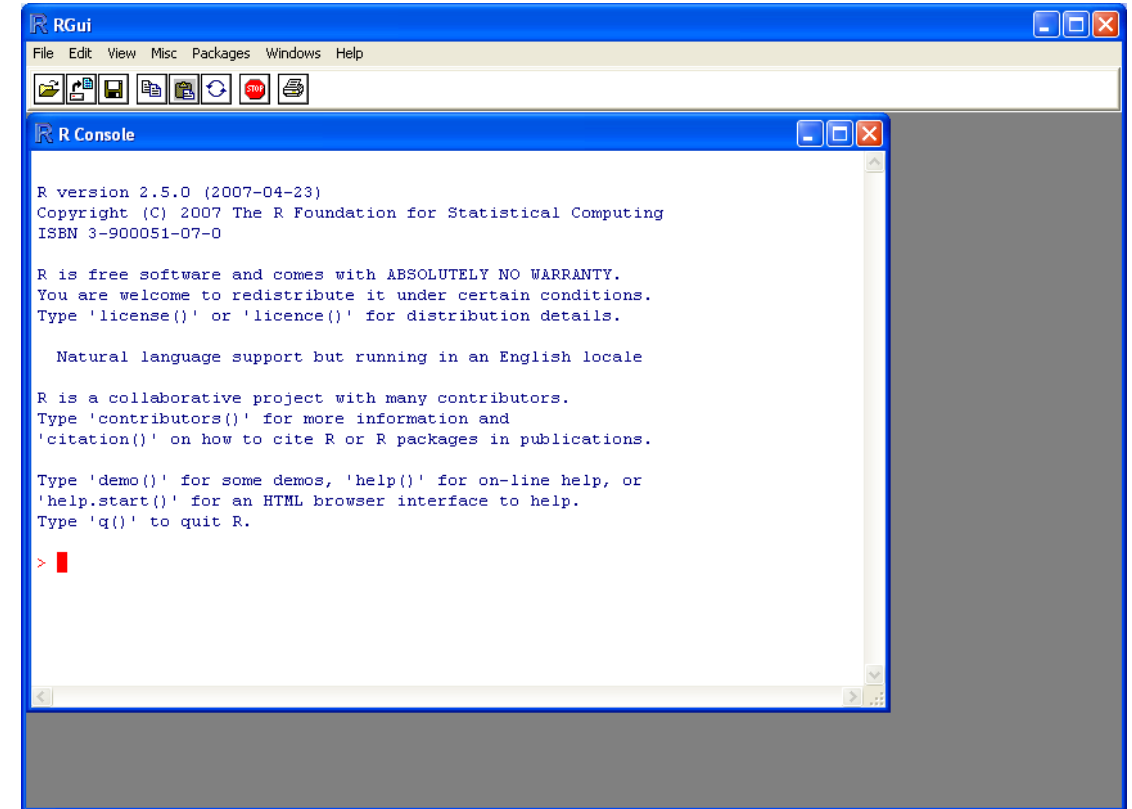 RGui
File Edit View Misc Packages Windows Help
STOP
R Console
R version 2.5.0 (2007-04-23)
Copyright (C) 2007 The R Foundation for Statistical Computing
ISBN 3-900051-07-0
R is free software and comes with ABSOLUTELY NO WARRANTY.
You are welcome to redistribute it under certain conditions.
Type 'license()' or 'licence()' for distribution details.
Natural language support but running in an English locale
R is a collaborative project with many contributors.
Type 'contributors()' for more information and
'citation()' on how to cite R or R packages in publications.
Type 'demo()' for some demos, 'help()' for on-line help, or
'help.start()' for an HTML browser interface to help.
Type 'q()' to quit R.
>